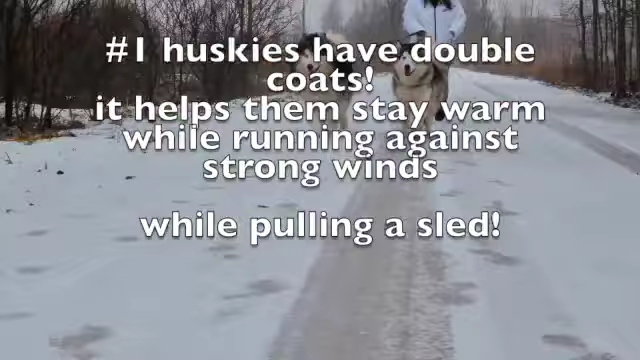 #1 huskies have double
coats!
it helps them stay warm
while running against
strong winds
while pulling a sled!